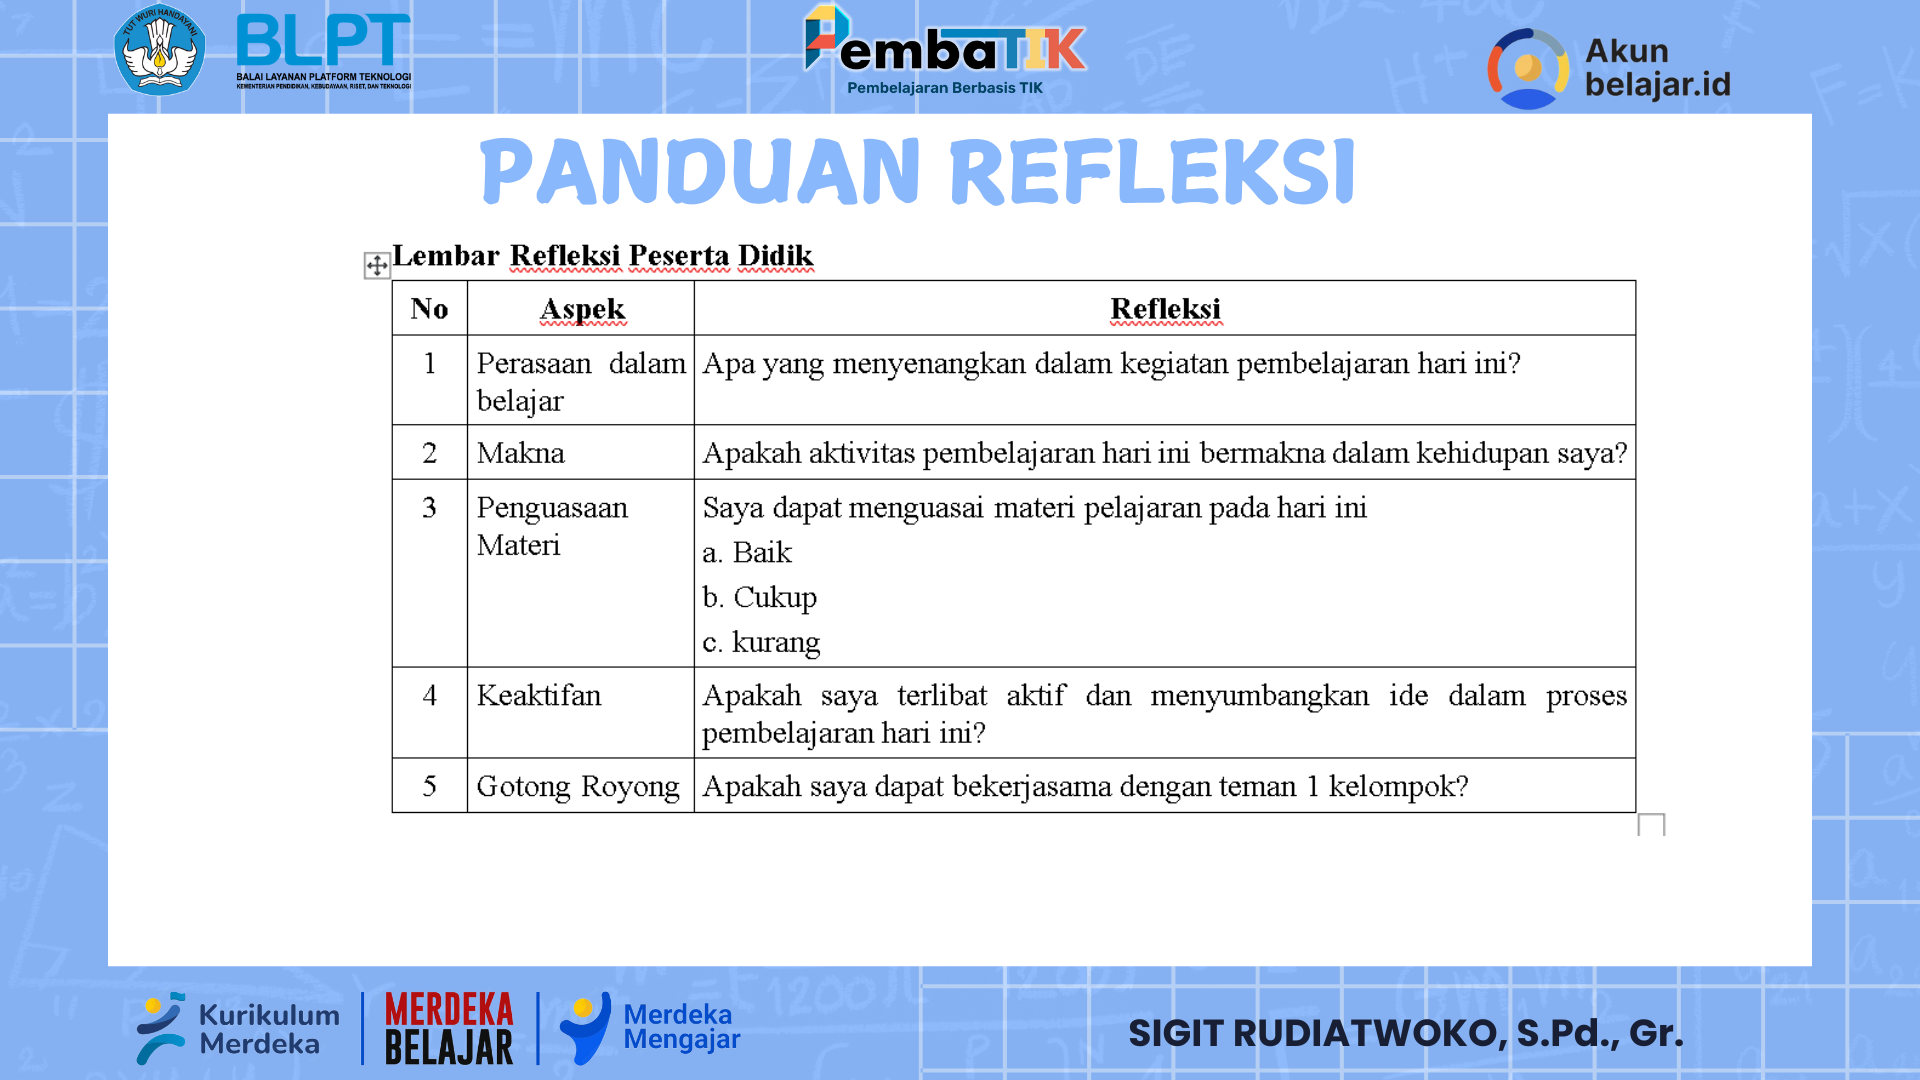 TUT WURI HANDAYANI
BLPT
BALAI LAYANAN PLATFORM TEKNOLOGI
KEMENTERIAN PENDIDIKAN, KEBUDAYAAN, RISET, DAN TEKNOLOGI
PembaTIK
Pembelajaran Berbasis TIK
Akun
belajar.id
PANDUAN REFLEKSI
Lembar Refleksi Peserta Didik
No Aspek Refleksi
1 Perasaan dalam belajar Apa yang menyenangkan dalam kegiatan pembelajaran hari ini?
2 Makna Apakah aktivitas pembelajaran hari ini bermakna dalam kehidupan saya?
3 Penguasaan Materi Saya dapat menguasai materi pelajaran pada hari ini
a. Baik
b. Cukup
c. kurang
4 Keaktifan Apakah saya terlibat aktif dan menyumbangkan ide dalam proses
pembelajaran hari ini?
5 Gotong Royong Apakah saya dapat bekerjasama dengan teman 1 kelompok?
Kurikulum
Merdeka
MERDEKA
BELAJAR
Merdeka
Mengajar
SIGIT RUDIATWOKO, S.Pd., Gr.